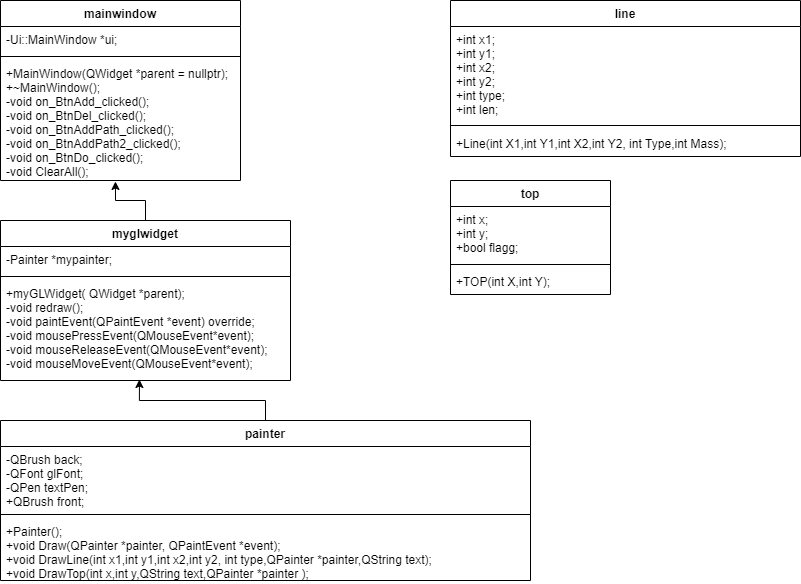 mainwindow
-Ui::MainWindow *ui;
+MainWindow(QWidget *parent = nullptr);
+~MainWindow();
-void on_BtnAdd_clicked();
-void on_BtnDel_clicked();
-void on_BtnAddPath_clicked();
-void on_BtnAddPath2_clicked();
-void on_BtnDo_clicked();
-void ClearAll();
line
+int x1;
+int y1;
+int x2;
+int y2;
+int type;
+int len;
+Line(int X1,int Y1,int X2,int Y2, int Type,int Mass);
top
+int x;
+int y;
+bool flagg;
+TOP(int X,int Y);
myglwidget
-Painter *mypainter;
+myGLWidget( QWidget *parent);
-void redraw();
-void paintEvent(QPaintEvent *event) override;
-void mousePressEvent(QMouseEvent*event);
-void mouseReleaseEvent(QMouseEvent*event);
-void mouseMoveEvent(QMouseEvent*event);
painter
-QBrush back;
-QFont glFont;
-QPen textPen;
+QBrush front;
+Painter();
+void Draw(QPainter *painter, QPaintEvent *event);
+void DrawLine(int x1,int y1,int x2,int y2, int type,QPainter *painter,QString text);
+void DrawTop(int x,int y,QString text,QPainter *painter );